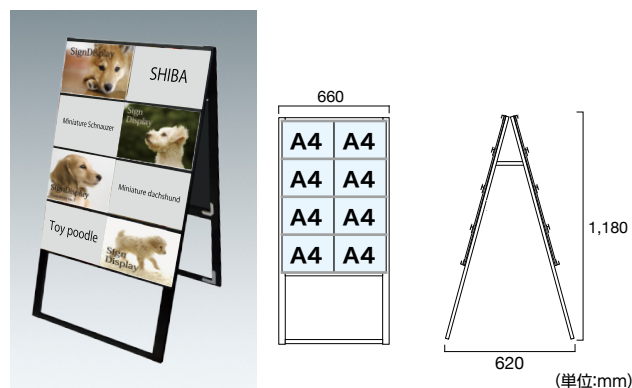 SignDisplay
SHIBA
Miniature Schnauzer
Sign
Display
SignDisplay
Miniature dachshund
Toy poodle
Sign
Display
660
A4 A4
A4 A4
A4 A4
A4 A4
1,180
620
(単位:mm)